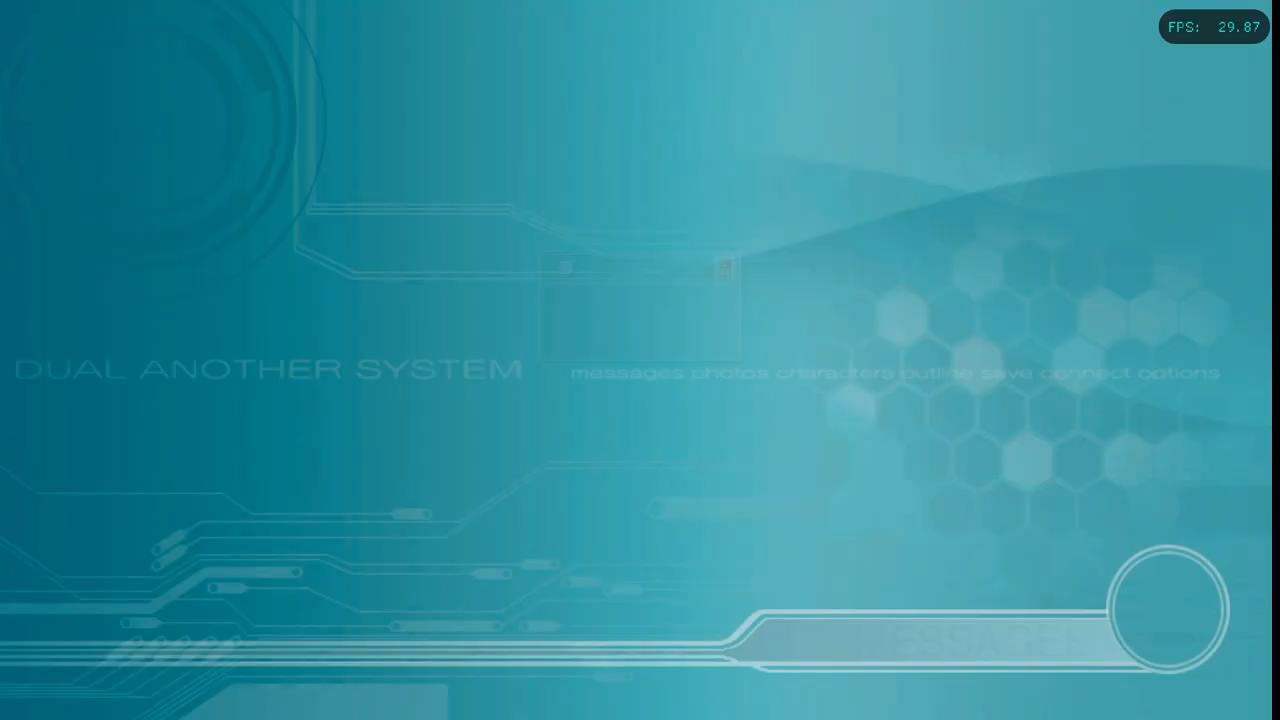 FPS: 29.87
DUAL ANOTHER SYSTEM
messages photos characters outline save connect options